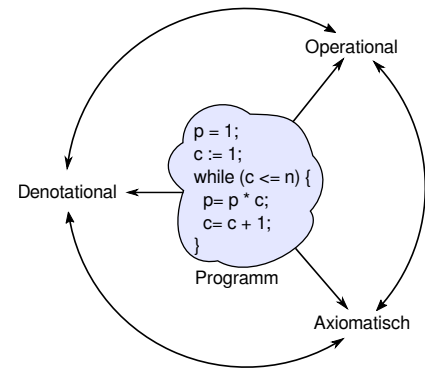 Operational
p = 1;
c := 1;
while (c <= n) {
p= p * c;
c= c + 1;
}
Denotational
Programm
Axiomatisch